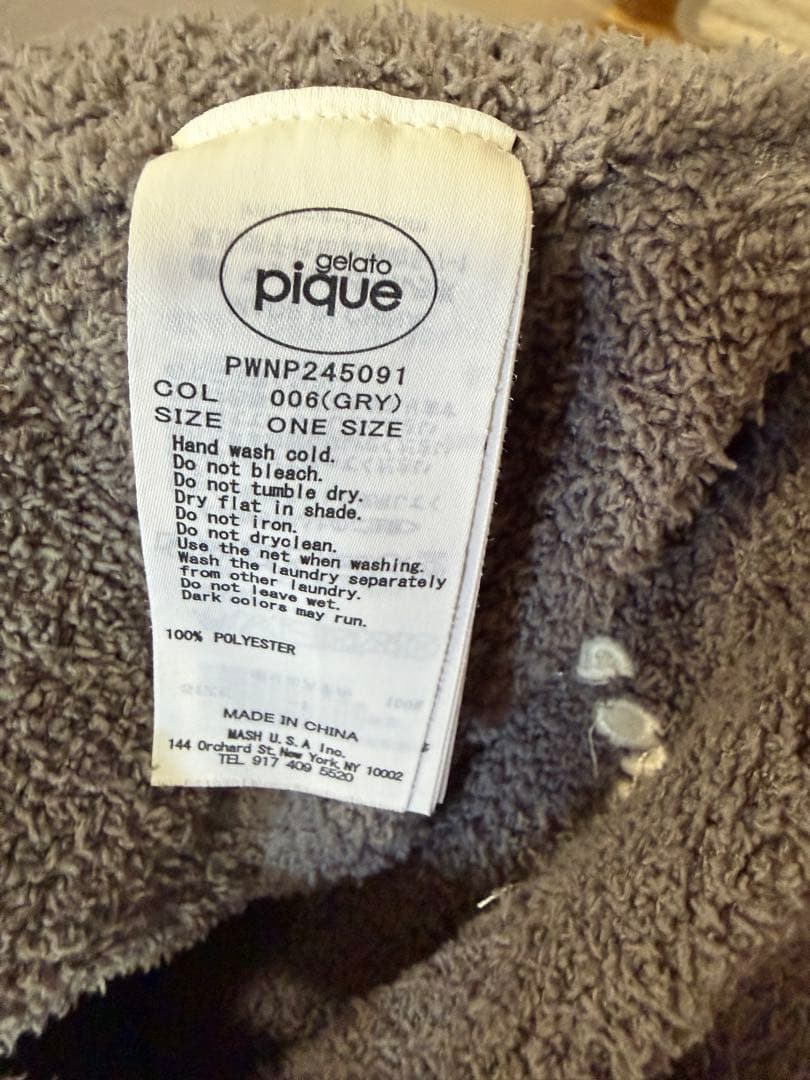 gelato
pique
PWNP245091
COL 006(GRY)
SIZE ONE SIZE
Hand wash cold.
Do not bleach.
Do not tumble dry.
Dry flat in shade.
Do not iron.
Do not dryclean.
Use the net when washing.
Wash the laundry separately
from other laundry.
Do not leave wet.
Dark colors may run.
100% POLYESTER
MADE IN CHINA
MASH U.S.A Inc.
144 Orchard St, New York, NY 10002
TEL 917 409 5520